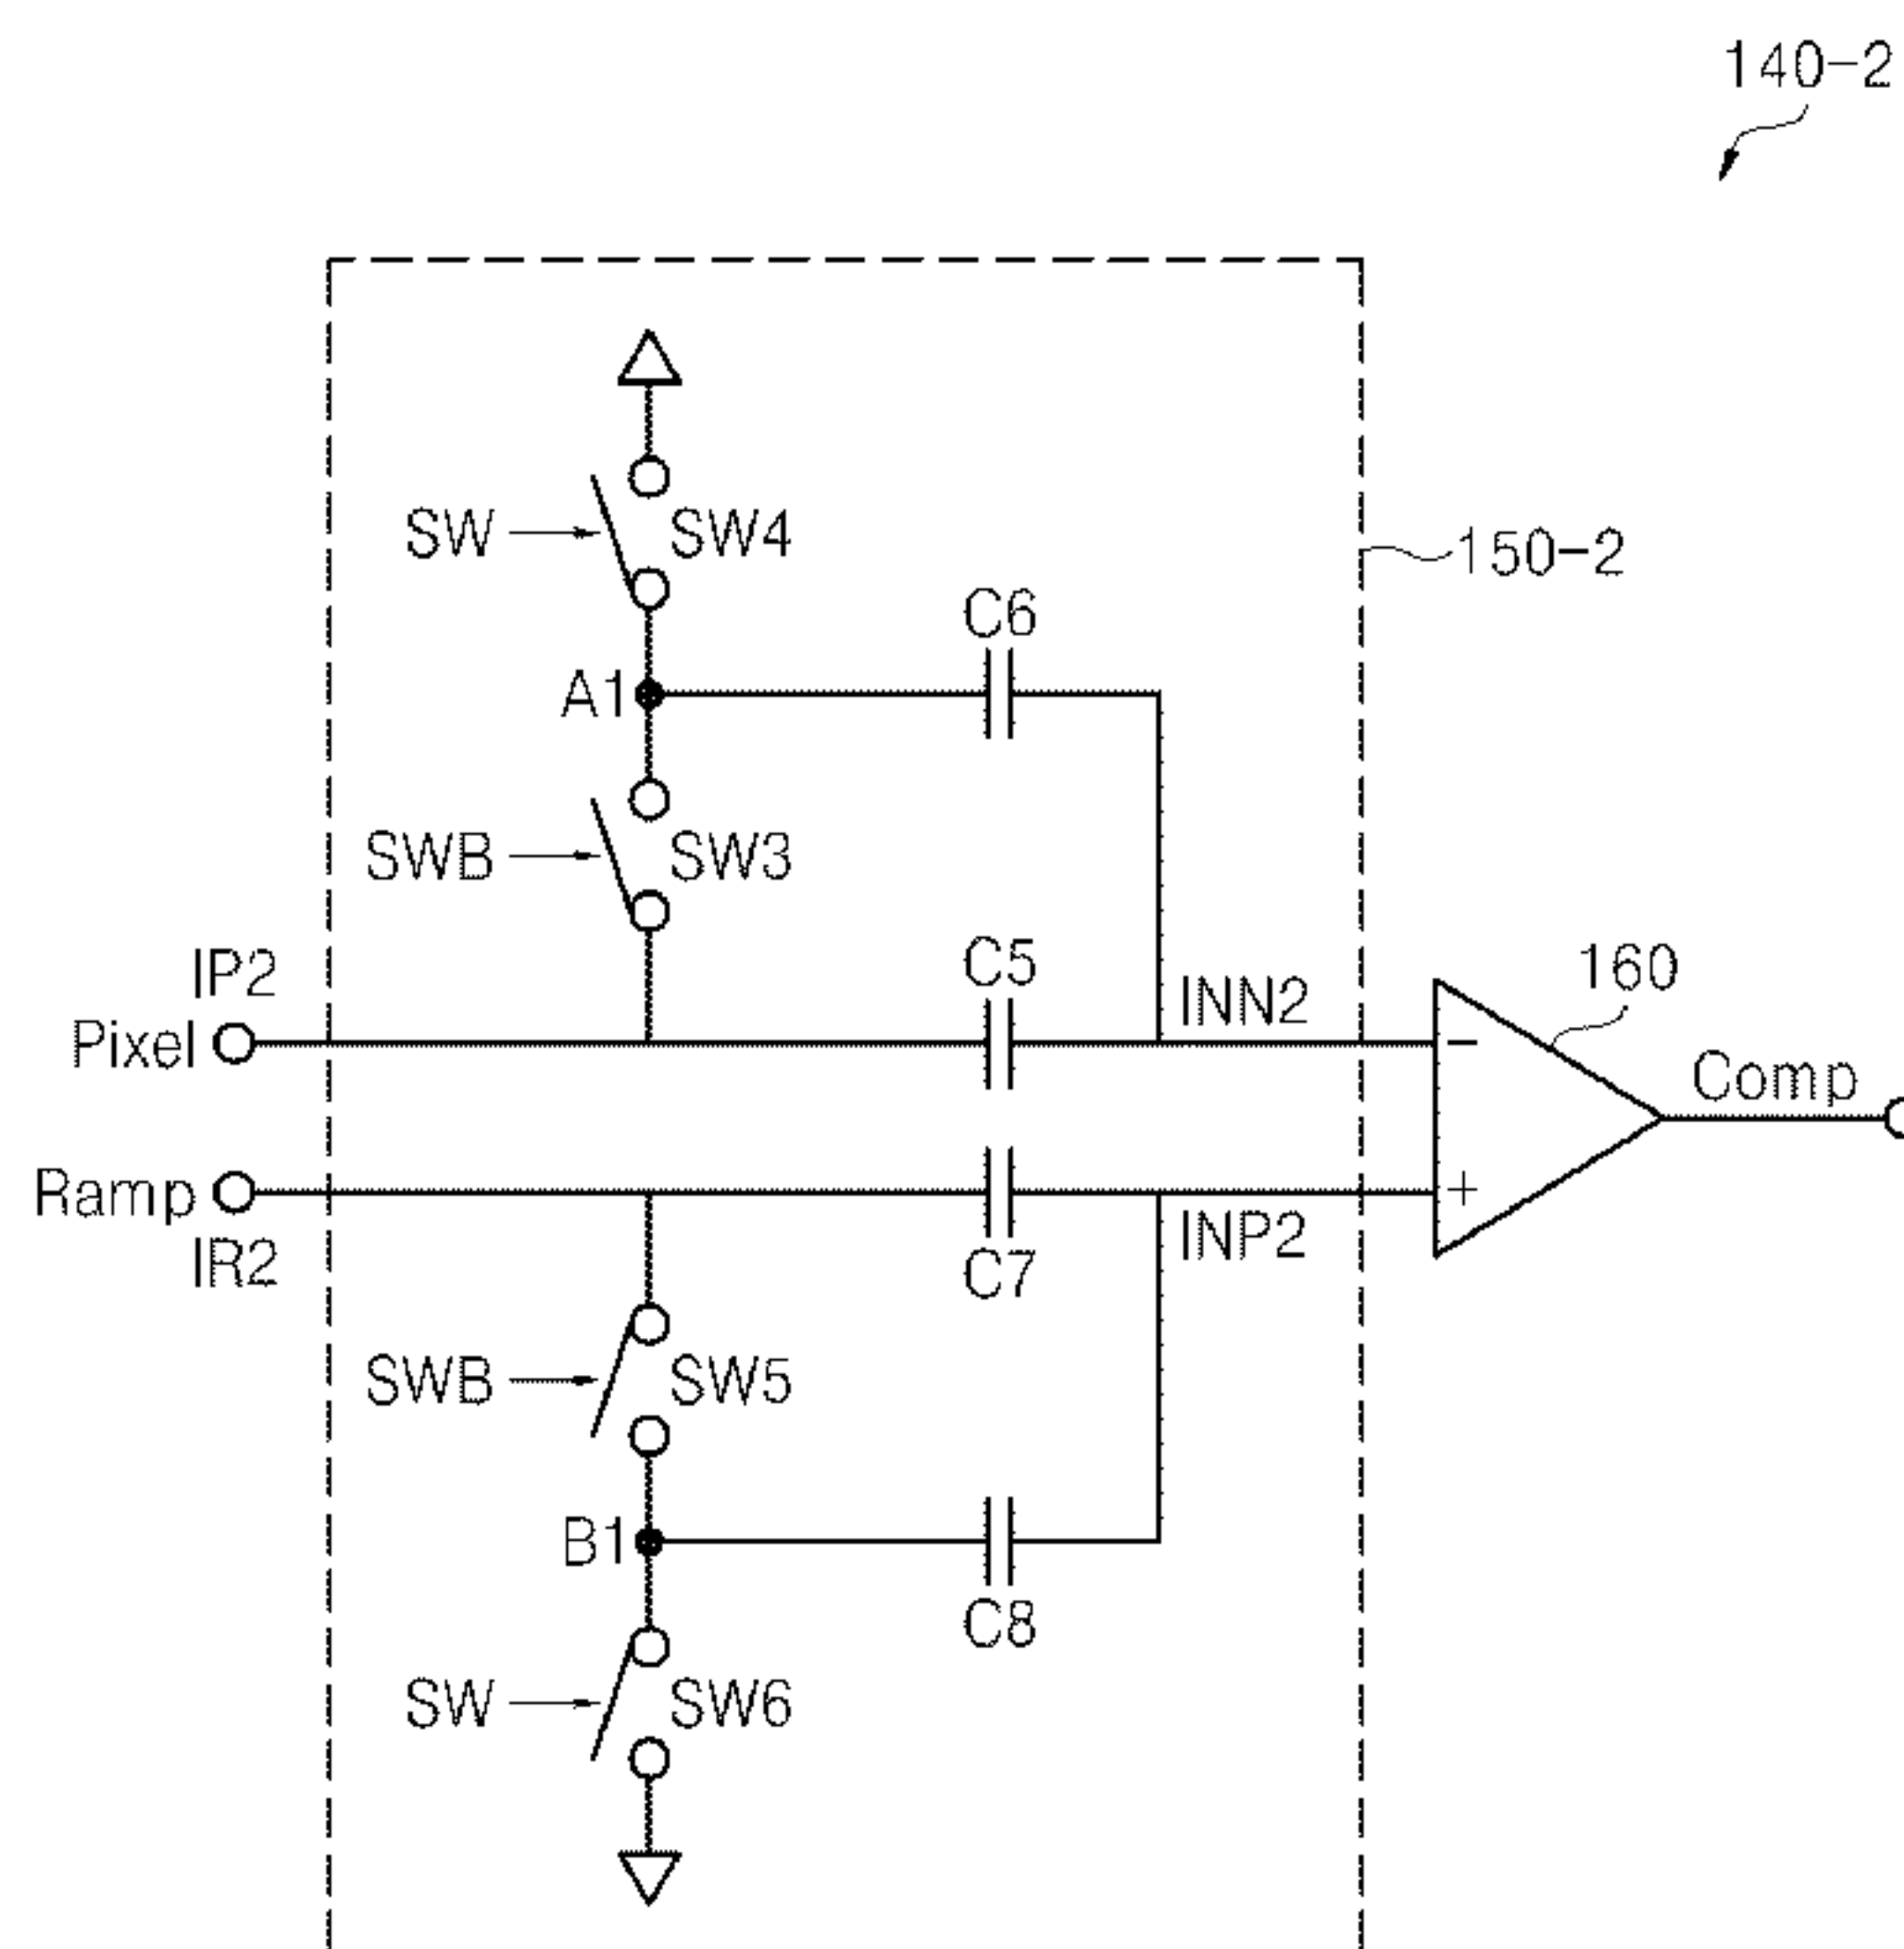 140-2
SW
SW4
150-2
C6
A1
SWB
SW3
IP2
C5
INN2
160
Pixel
−
Comp
Ramp
+
IR2
C7
INP2
SWB
SW5
B1
C8
SW
SW6